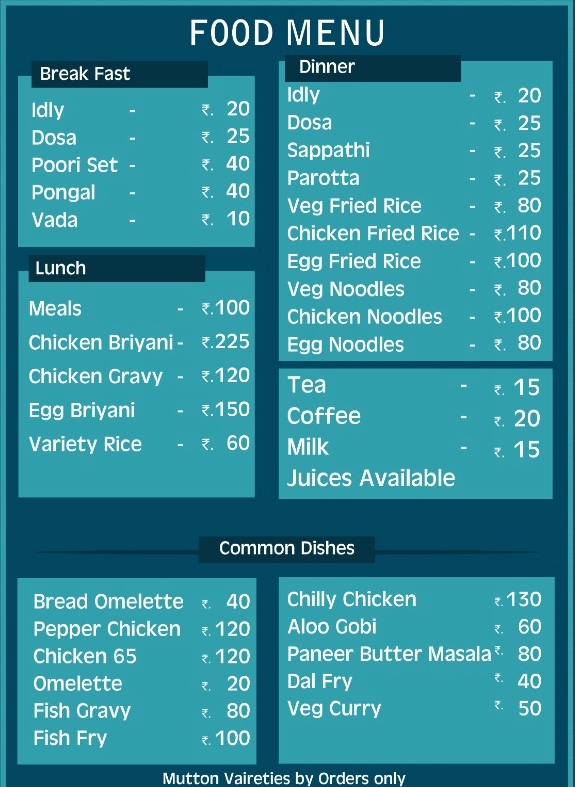 FOOD MENU
Break Fast
Idly - ₹. 20
Dosa - ₹. 25
Poori Set - ₹. 40
Pongal - ₹. 40
Vada - ₹. 10
Lunch
Meals - ₹.100
Chicken Briyani - ₹.225
Chicken Gravy - ₹.120
Egg Briyani - ₹.150
Variety Rice - ₹. 60
Dinner
Idly - ₹. 20
Dosa - ₹. 25
Sappathi - ₹. 25
Parotta - ₹. 25
Veg Fried Rice - ₹. 80
Chicken Fried Rice - ₹.110
Egg Fried Rice - ₹.100
Veg Noodles - ₹. 80
Chicken Noodles - ₹.100
Egg Noodles - ₹. 80
Tea - ₹. 15
Coffee - ₹. 20
Milk - ₹. 15
Juices Available
Common Dishes
Bread Omelette ₹. 40
Pepper Chicken ₹. 120
Chicken 65 ₹. 120
Omelette ₹. 20
Fish Gravy ₹. 80
Fish Fry ₹. 100
Chilly Chicken ₹. 130
Aloo Gobi ₹. 60
Paneer Butter Masala ₹. 80
Dal Fry ₹. 40
Veg Curry ₹. 50
Mutton Vaireties by Orders only